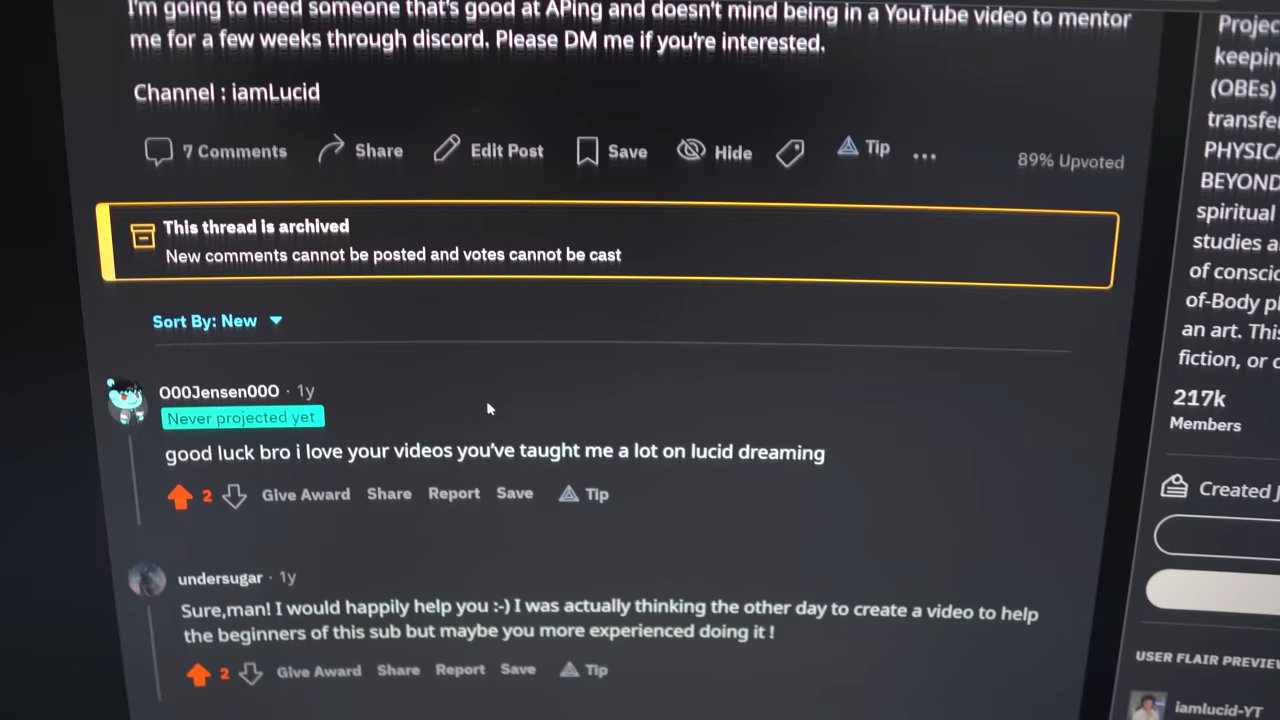 I'm going to need someone that's good at APing and doesn't mind being in a YouTube video to mentor
me for a few weeks through discord. Please DM me if you're interested.
Channel : iamLucid
7 Comments Share Edit Post Save Hide Tip ... 89% Upvoted
This thread is archived
New comments cannot be posted and votes cannot be cast
Sort By: New
OOOJensenOOO · 1y
Never projected yet
good luck bro i love your videos you've taught me a lot on lucid dreaming
2 Give Award Share Report Save Tip
undersugar · 1y
Sure,man! I would happily help you :-) I was actually thinking the other day to create a video to help
the beginners of this sub but maybe you more experienced doing it !
2 Give Award Share Report Save Tip
keepin
(OBEs)
transfe
PHYSICA
BEYOND
spiritual
studies a
of consci
of-Body p
an art. This
fiction, or
217k
Members
Created
USER FLAIR PREVIE
iamlucid-YT